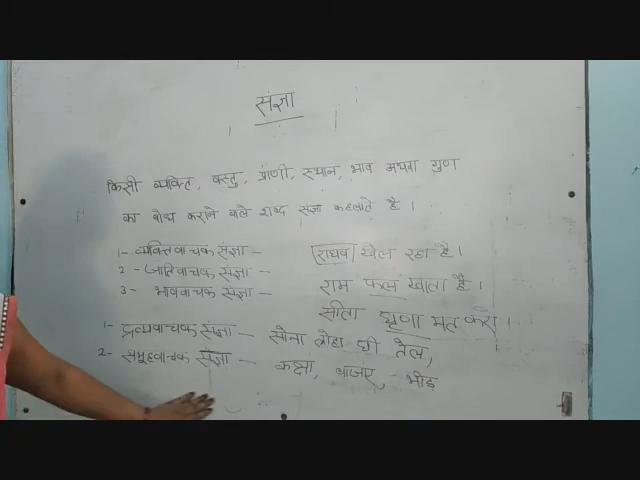 संज्ञा
किसी व्यक्ति, वस्तु, प्राणी, स्थान, भाव अथवा गुण
का बोध कराने वाले शब्द संज्ञा कहलाते है ।
1- व्यक्तिवाचक संज्ञा - राघव खेल रहा है ।
2 - जातिवाचक संज्ञा - राम फल खाता है ।
3 - भाववाचक संज्ञा - सीता घृणा मत करो ।
1- द्रव्यवाचक संज्ञा - सोना लोहा घी तेल,
2- समूहवाचक संज्ञा - कक्षा, बाजार, भीड़